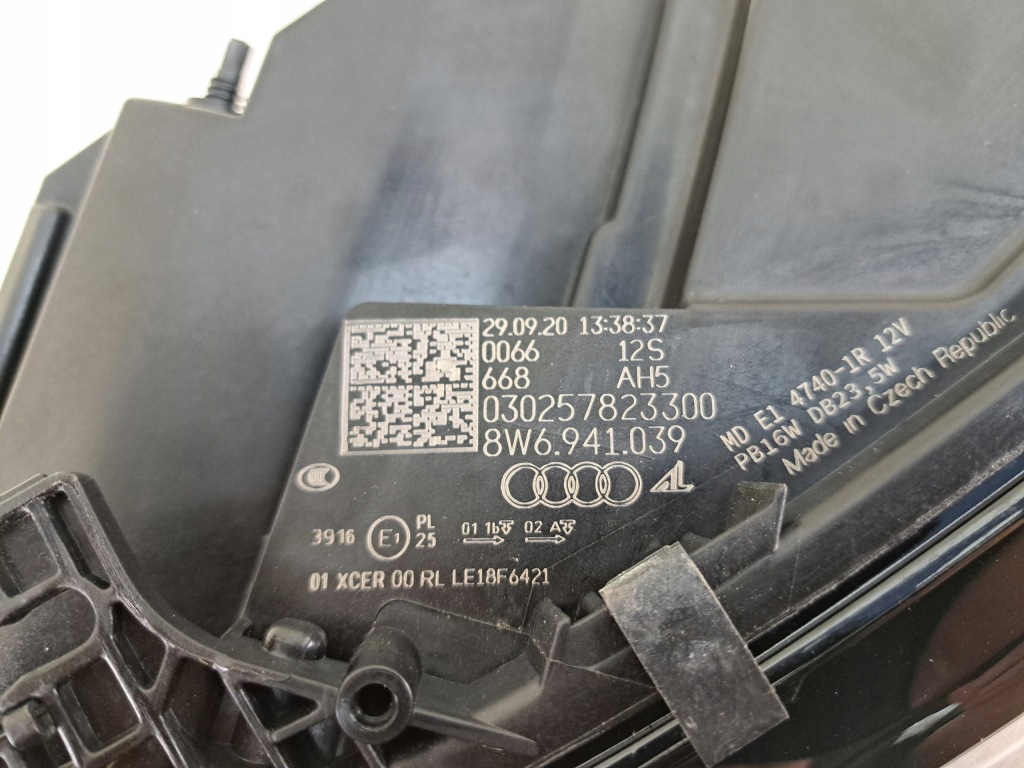 29.09.20 13:38:37
0066 12S
668 AH5
030257823300
8W6.941.039
AL
MD E1 4740-1R 12V
PB16W DB23,5W
Made in Czech Republic
3916 E1 PL 25
01 1b 02 A
01 XCER 00 RL LE18F6421